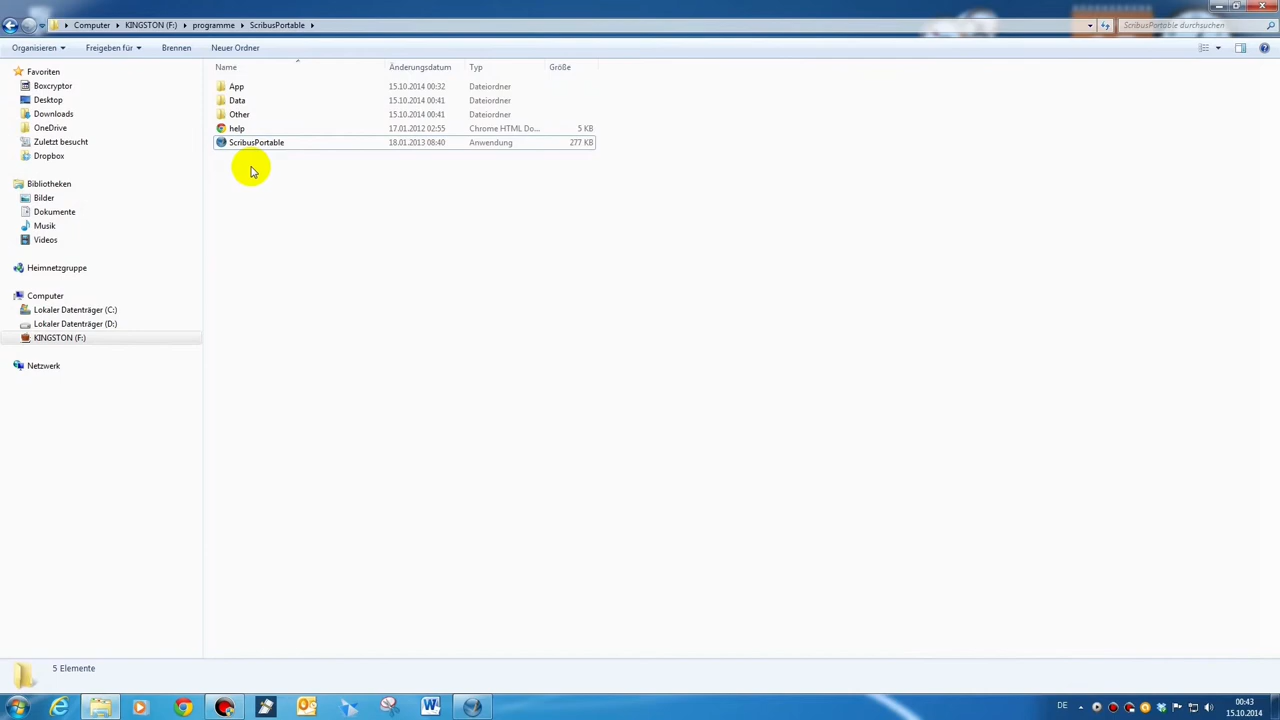 Computer KINGSTON (F:) programme ScribusPortable
ScribusPortable durchsuchen
Organisieren Freigeben für Brennen Neuer Ordner
Name Änderungsdatum Typ Größe
Favoriten
Boxcryptor
Desktop
Downloads
OneDrive
Zuletzt besucht
Dropbox
Bibliotheken
Bilder
Dokumente
Musik
Videos
Heimnetzgruppe
Computer
Lokaler Datenträger (C:)
Lokaler Datenträger (D:)
KINGSTON (F:)
Netzwerk
App 15.10.2014 00:32 Dateiordner
Data 15.10.2014 00:41 Dateiordner
Other 15.10.2014 00:41 Dateiordner
help 17.01.2012 02:55 Chrome HTML Do... 5 KB
ScribusPortable 18.01.2013 08:40 Anwendung 277 KB
5 Elemente
DE
00:43
15.10.2014